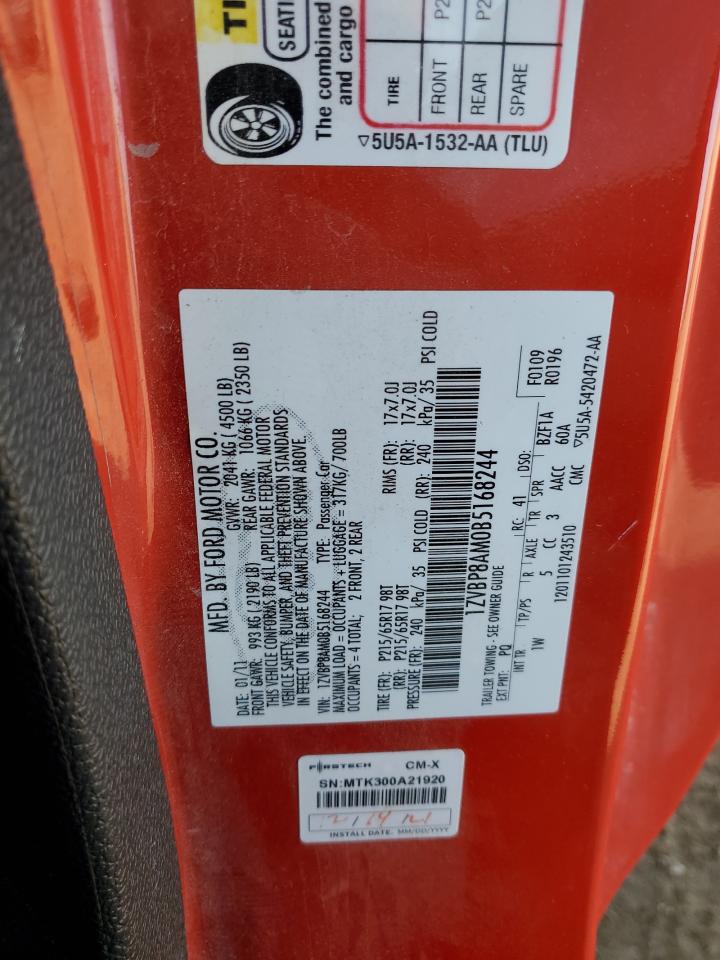 TI
SEATI
The combined
and cargo
TIRE
FRONT P2
REAR P2
SPARE
▽5U5A-1532-AA (TLU)
MFD. BY FORD MOTOR CO.
DATE: 01/11 GVWR: 2041 KG ( 4500 LB)
FRONT GAWR: 993 KG ( 2190 LB) REAR GAWR: 1066 KG ( 2350 LB)
THIS VEHICLE CONFORMS TO ALL APPLICABLE FEDERAL MOTOR
VEHICLE SAFETY, BUMPER, AND THEFT PREVENTION STANDARDS
IN EFFECT ON THE DATE OF MANUFACTURE SHOWN ABOVE.
VIN: 1ZVBP8AM0B5168244 TYPE: Passenger Car
MAXIMUM LOAD = OCCUPANTS + LUGGAGE = 317KG/ 700LB
OCCUPANTS = 4 TOTAL; 2 FRONT, 2 REAR
TIRE (FR): P215/65R17 98T RIMS (FR): 17x7.0J
(RR): P215/65R17 98T (RR): 17x7.0J
PRESSURE (FR): 240 kPa/ 35 PSI COLD (RR): 240 kPa/ 35 PSI COLD
1ZVBP8AM0B5168244
TRAILER TOWING - SEE OWNER GUIDE
EXT PNT: PQ RC: 41 DSO: F0109
R0196
INT TR TP/PS R AXLE TR SPR BZF1A
1W 5 CC 3 AACC 60A
12011101243510 CMC ▽5U5A-5420472-AA
FIRSTECH CM-X
SN:MTK300A21920
INSTALL DATE: MM/DD/YYYY